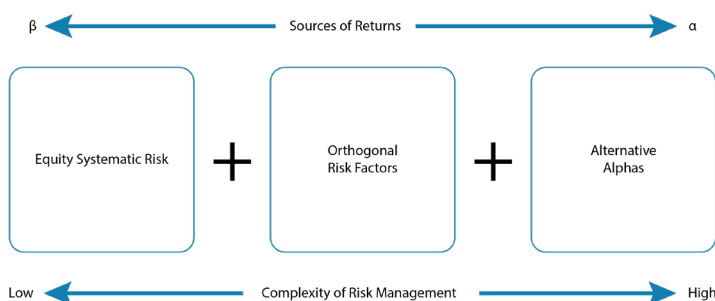 β Sources of Returns α
Equity Systematic Risk
+
Orthogonal
Risk Factors
+
Alternative
Alphas
Low Complexity of Risk Management High